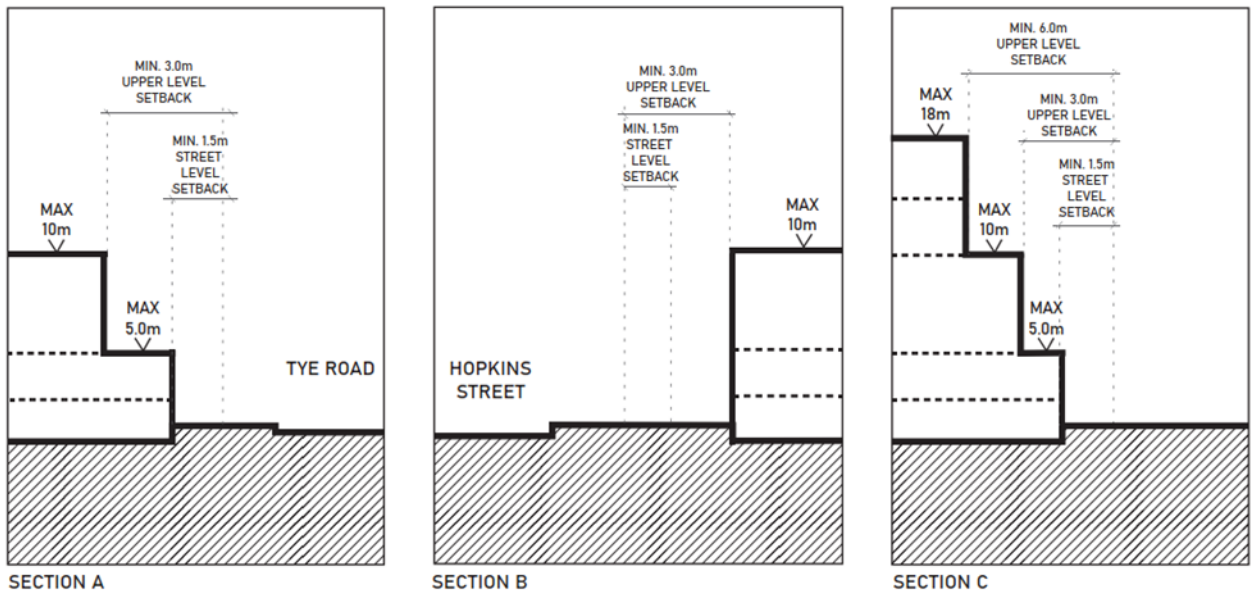 MIN. 3.0m
UPPER LEVEL
SETBACK
MIN. 1.5m
STREET
LEVEL
SETBACK
MAX
10m
MAX
5.0m
TYE ROAD
SECTION A
MIN. 3.0m
UPPER LEVEL
SETBACK
MIN. 1.5m
STREET
LEVEL
SETBACK
MAX
10m
HOPKINS
STREET
SECTION B
MIN. 6.0m
UPPER LEVEL
SETBACK
MAX
18m
MIN. 3.0m
UPPER LEVEL
SETBACK
MIN. 1.5m
STREET
LEVEL
SETBACK
MAX
10m
MAX
5.0m
SECTION C